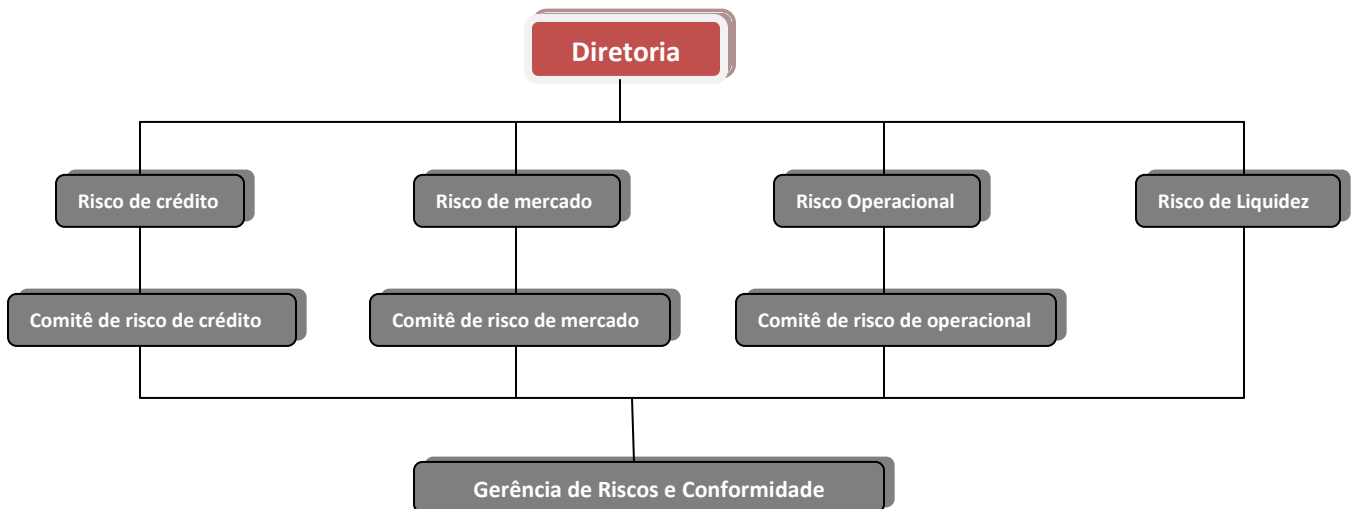 Diretoria
Risco de crédito
Risco de mercado
Risco Operacional
Risco de Liquidez
Comitê de risco de crédito
Comitê de risco de mercado
Comitê de risco de operacional
Gerência de Riscos e Conformidade